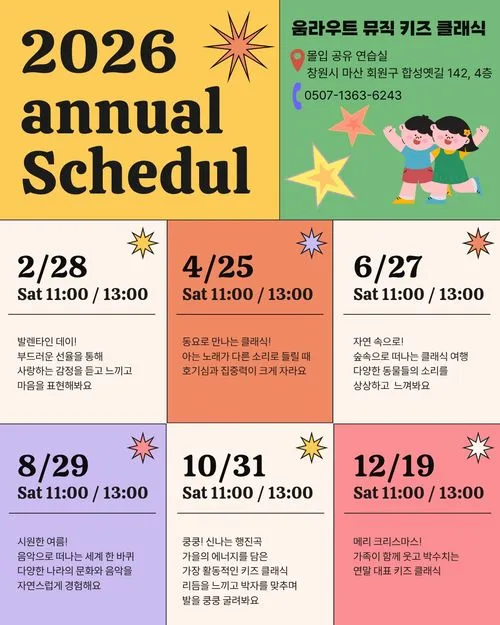 2026
annual
Schedul
움라우트 뮤직 키즈 클래식
몰입 공유 연습실
창원시 마산 회원구 합성옛길 142, 4층
0507-1363-6243
2/28
Sat 11:00 / 13:00
발렌타인 데이!
부드러운 선율을 통해
사랑하는 감정을 듣고 느끼고
마음을 표현해봐요
4/25
Sat 11:00 / 13:00
동요로 만나는 클래식!
아는 노래가 다른 소리로 들릴 때
호기심과 집중력이 크게 자라요
6/27
Sat 11:00 / 13:00
자연 속으로!
숲속으로 떠나는 클래식 여행
다양한 동물들의 소리를
상상하고 느껴봐요
8/29
Sat 11:00 / 13:00
시원한 여름!
음악으로 떠나는 세계 한 바퀴
다양한 나라의 문화와 음악을
자연스럽게 경험해요
10/31
Sat 11:00 / 13:00
쿵쿵! 신나는 행진곡
가을의 에너지를 담은
가장 활동적인 키즈 클래식
리듬을 느끼고 박자를 맞추며
발을 쿵쿵 굴려봐요
12/19
Sat 11:00 / 13:00
메리 크리스마스!
가족이 함께 웃고 박수치는
연말 대표 키즈 클래식